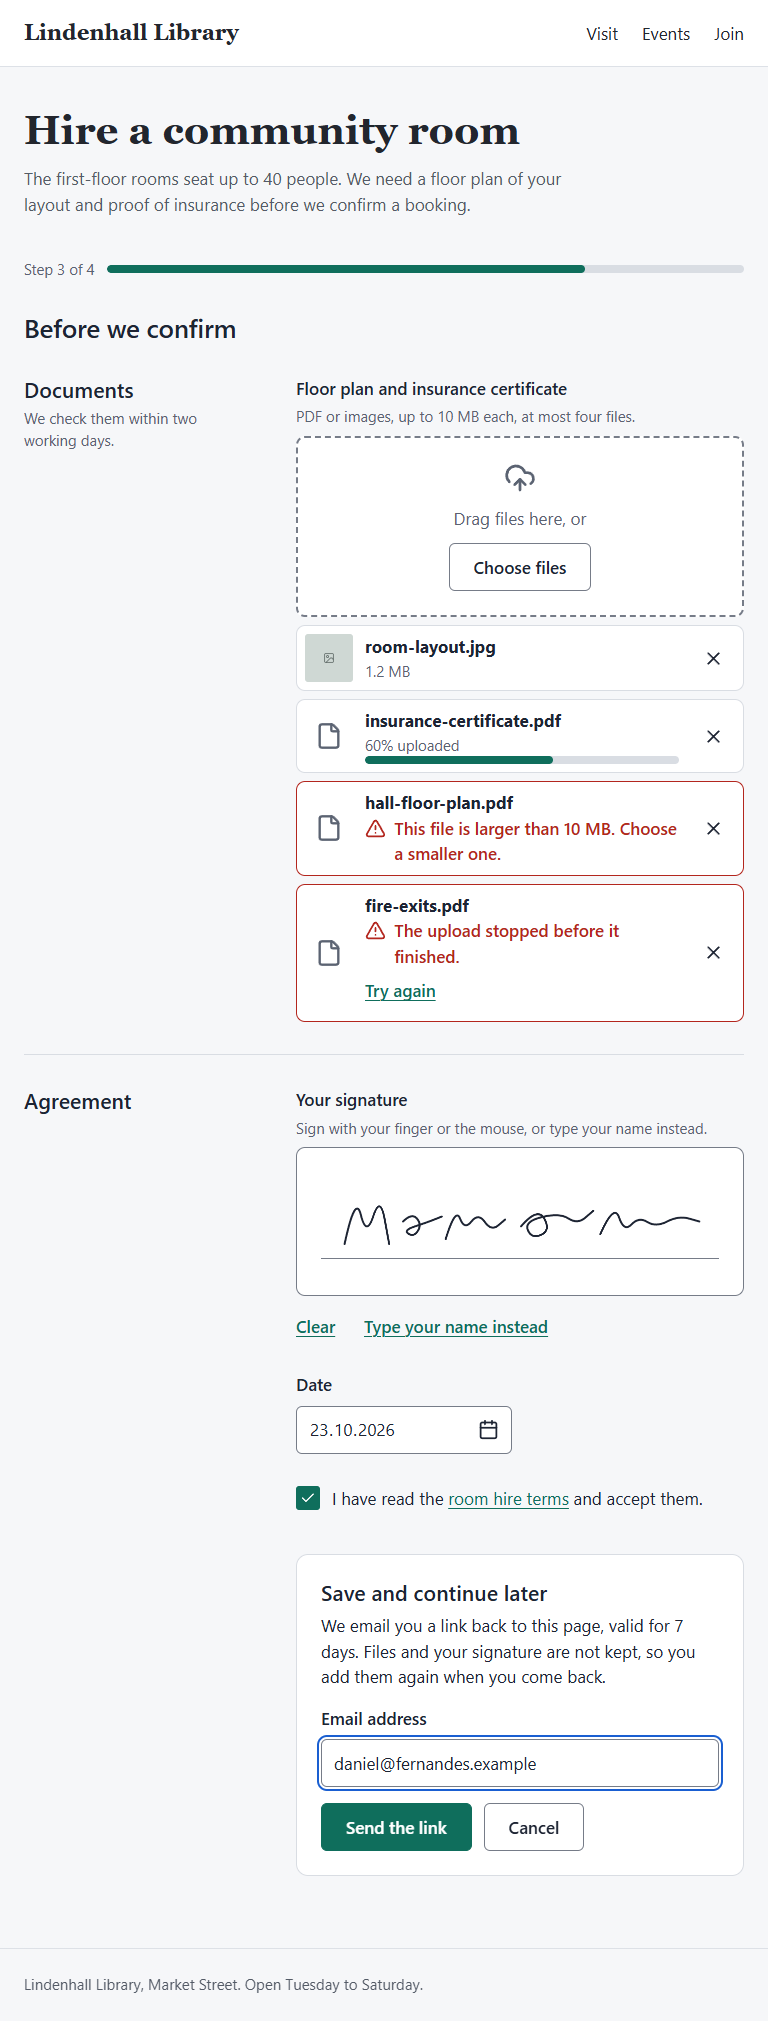 Lindenhall Library
Visit Events Join
Hire a community room
The first-floor rooms seat up to 40 people. We need a floor plan of your
layout and proof of insurance before we confirm a booking.
Step 3 of 4
Before we confirm
Documents
We check them within two
working days.
Floor plan and insurance certificate
PDF or images, up to 10 MB each, at most four files.
Drag files here, or
Choose files
room-layout.jpg
1.2 MB
insurance-certificate.pdf
60% uploaded
hall-floor-plan.pdf
This file is larger than 10 MB. Choose
a smaller one.
fire-exits.pdf
The upload stopped before it
finished.
Try again
Agreement
Your signature
Sign with your finger or the mouse, or type your name instead.
Clear Type your name instead
Date
23.10.2026
I have read the room hire terms and accept them.
Save and continue later
We email you a link back to this page, valid for 7
days. Files and your signature are not kept, so you
add them again when you come back.
Email address
daniel@fernandes.example
Send the link Cancel
Lindenhall Library, Market Street. Open Tuesday to Saturday.